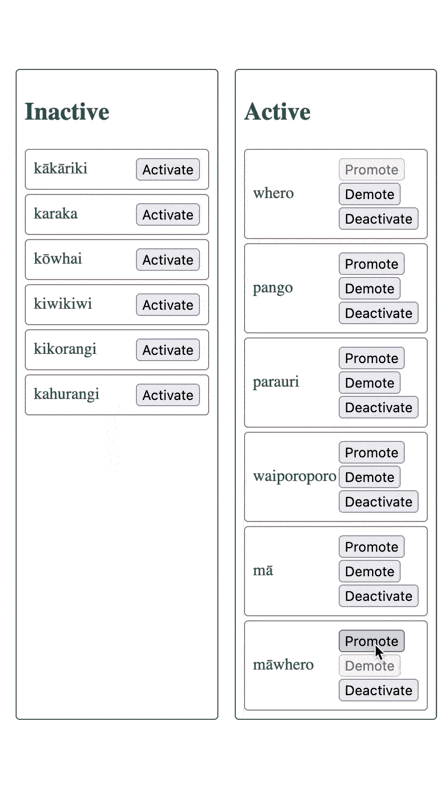 Inactive
kākāriki Activate
karaka Activate
kōwhai Activate
kiwikiwi Activate
kikorangi Activate
kahurangi Activate
Active
Promote
whero Demote
Deactivate
Promote
pango Demote
Deactivate
Promote
parauri Demote
Deactivate
Promote
waiporoporo Demote
Deactivate
Promote
mā Demote
Deactivate
Promote
māwhero Demote
Deactivate